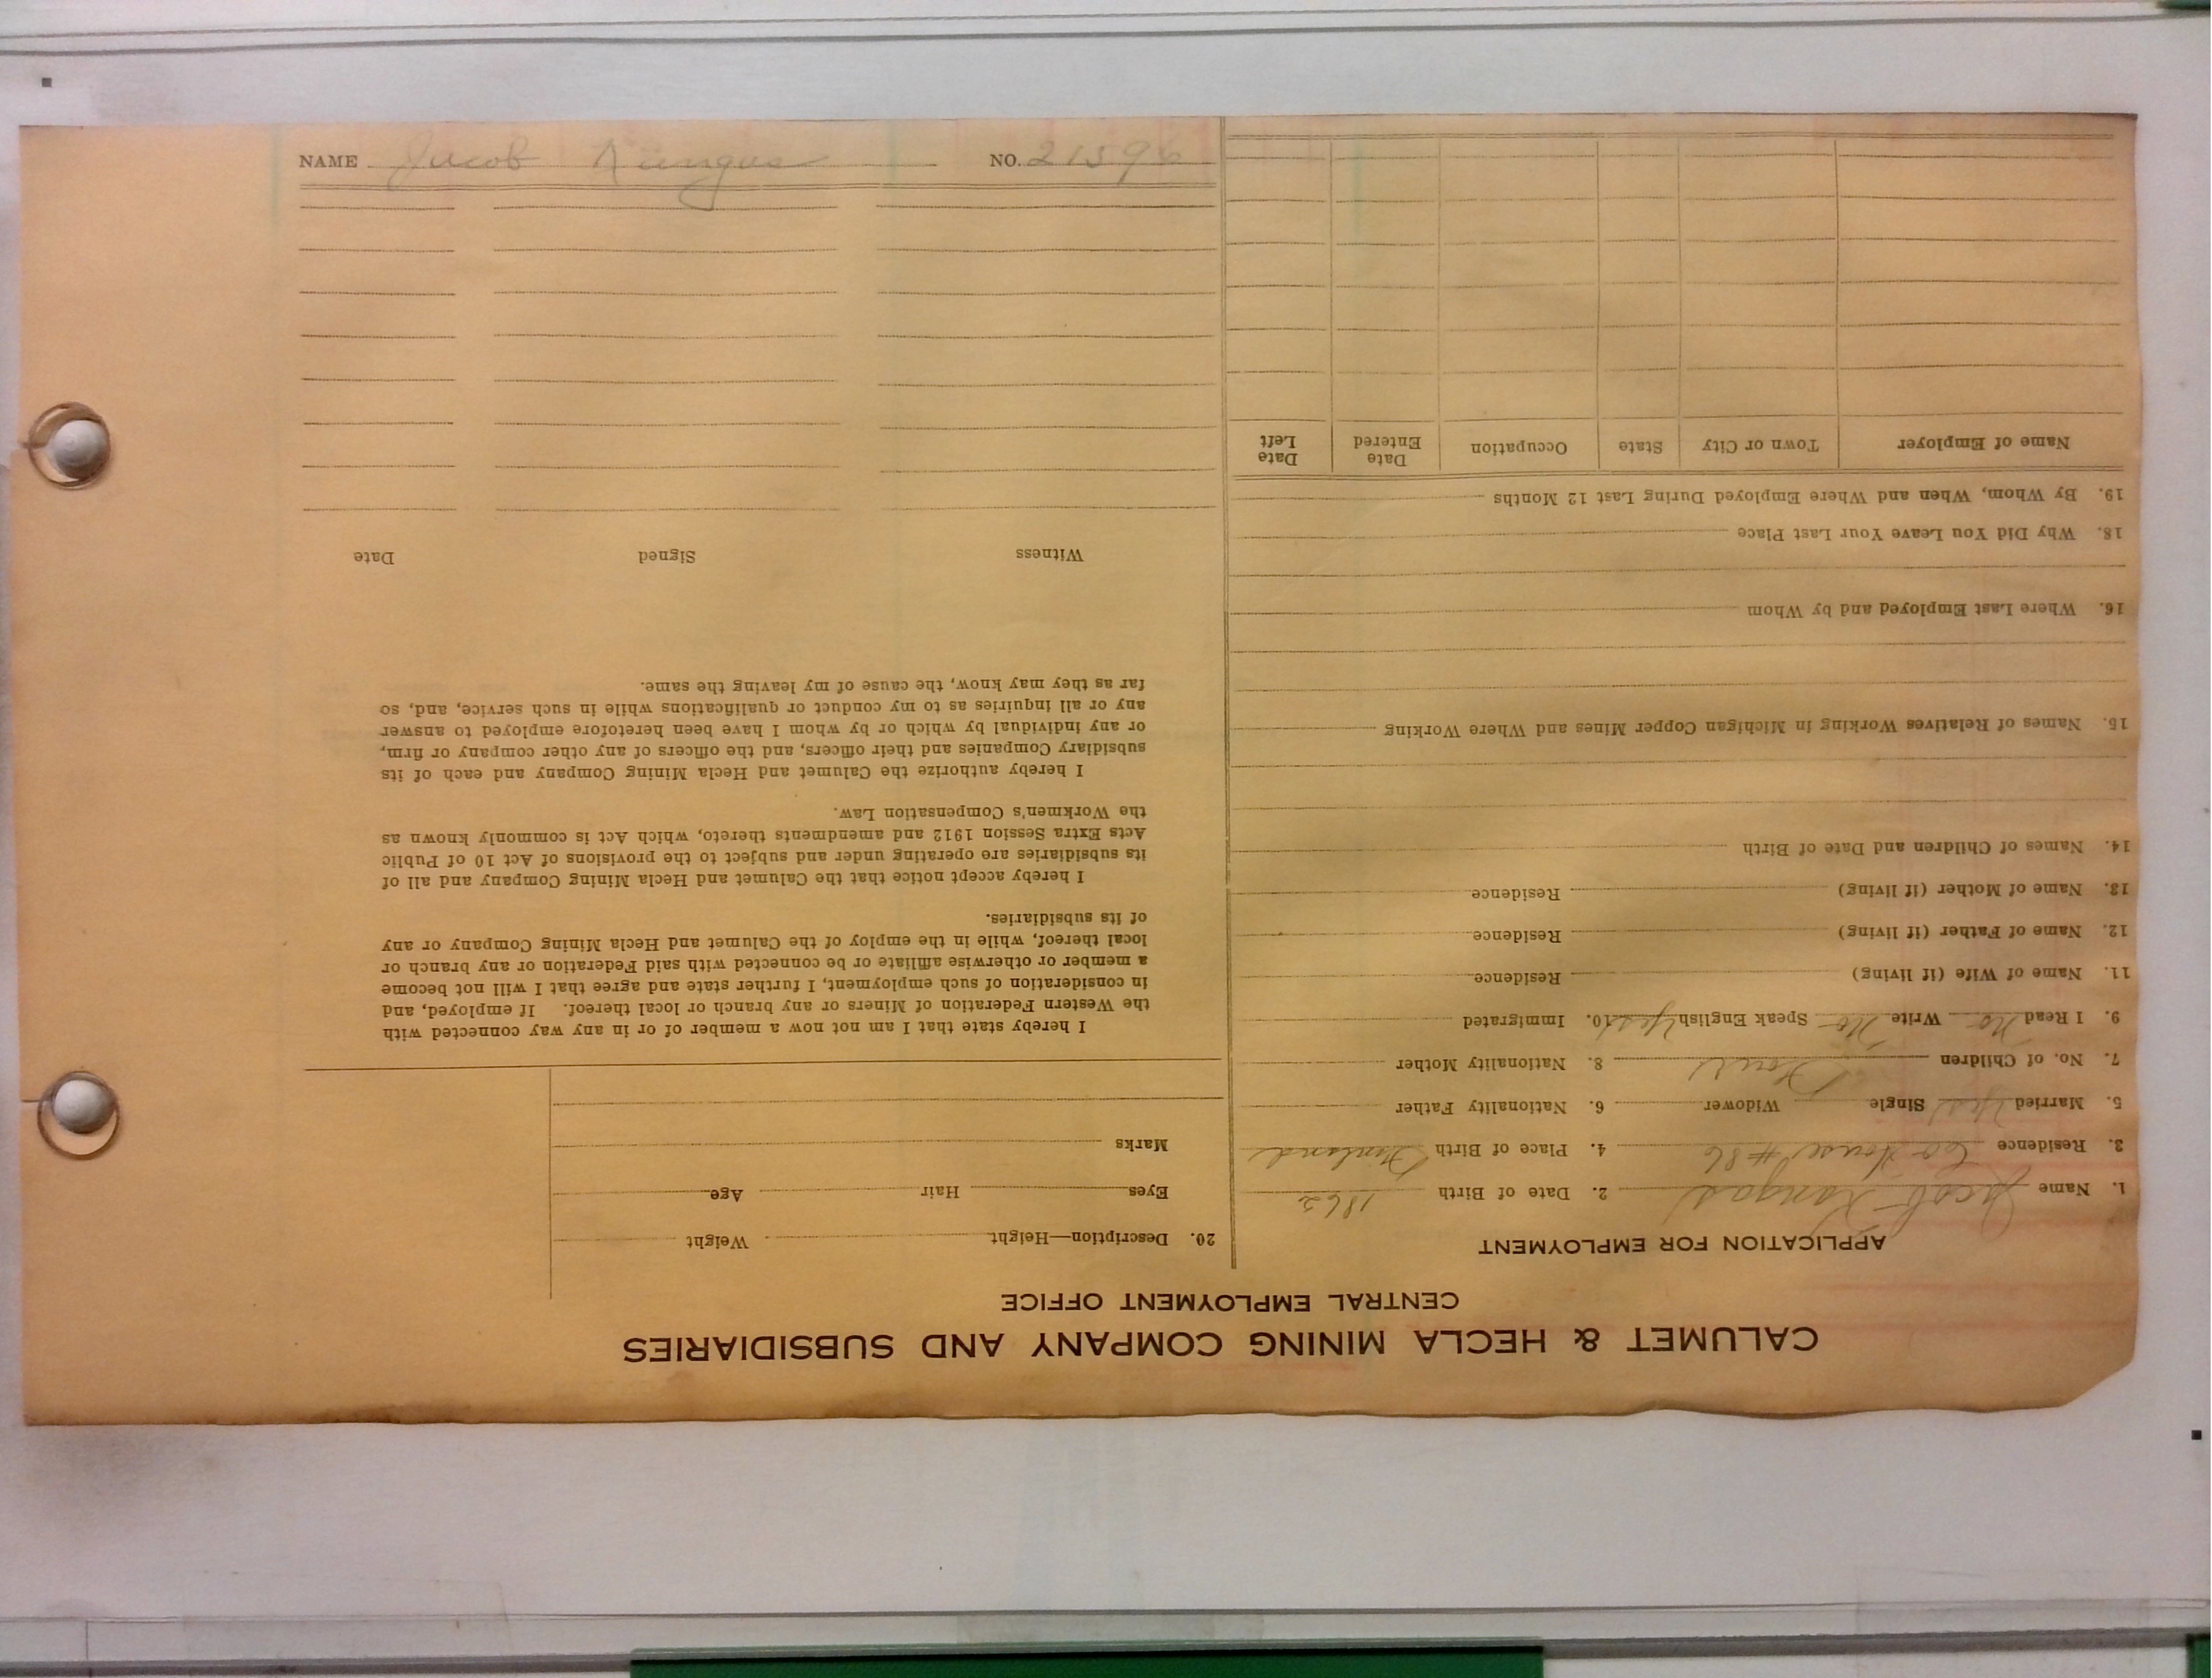 CALUMET & HECLA MINING COMPANY AND SUBSIDIARIES
CENTRAL EMPLOYMENT OFFICE
APPLICATION FOR EMPLOYMENT
1. Name Jacob Kangas 2. Date of Birth 1862
3. Residence Co House #86 4. Place of Birth Finland
5. Married Yes Single Widower 6. Nationality Father
7. No. of Children 8. Nationality Mother
9. I Read No Write No Speak English Yes 10. Immigrated
11. Name of Wife (if living) Residence
12. Name of Father (if living) Residence
13. Name of Mother (if living) Residence
14. Names of Children and Date of Birth
15. Names of Relatives Working in Michigan Copper Mines and Where Working
16. Where Last Employed and by Whom
18. Why Did You Leave Your Last Place
19. By Whom, When and Where Employed During Last 12 Months
Name of Employer Town or City State Occupation Date Entered Date Left
20. Description—Height Weight
Eyes Hair Age
Marks
I hereby state that I am not now a member of or in any way connected with
the Western Federation of Miners or any branch or local thereof. If employed, and
in consideration of such employment, I further state and agree that I will not become
a member or otherwise affiliate or be connected with said Federation or any branch or
local thereof, while in the employ of the Calumet and Hecla Mining Company or any
of its subsidiaries.
I hereby accept notice that the Calumet and Hecla Mining Company and all of
its subsidiaries are operating under and subject to the provisions of Act 10 of Public
Acts Extra Session 1912 and amendments thereto, which Act is commonly known as
the Workmen's Compensation Law.
I hereby authorize the Calumet and Hecla Mining Company and each of its
subsidiary Companies and their officers, and the officers of any other company or firm,
or any individual by which or by whom I have been heretofore employed to answer
any or all inquiries as to my conduct or qualifications while in such service, and, so
far as they may know, the cause of my leaving the same.
Witness Signed Date
NAME Jacob Kangas NO.